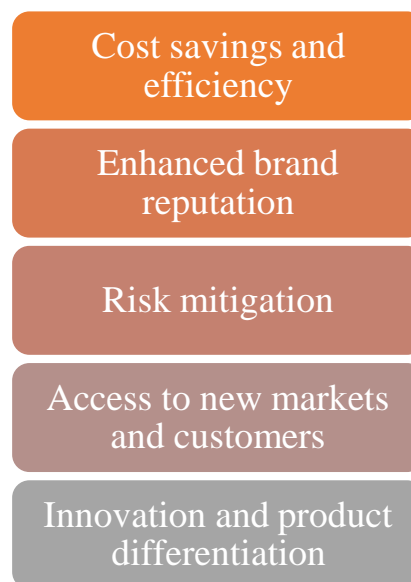 Cost savings and
efficiency
Enhanced brand
reputation
Risk mitigation
Access to new markets
and customers
Innovation and product
differentiation